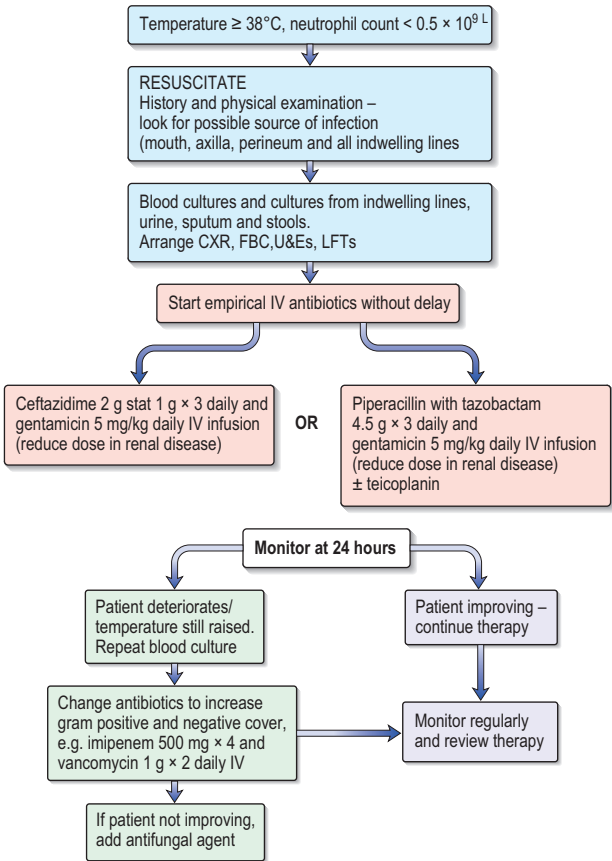 Temperature ≥ 38°C, neutrophil count < 0.5 × 10⁹ ᴸ
RESUSCITATE
History and physical examination –
look for possible source of infection
(mouth, axilla, perineum and all indwelling lines
Blood cultures and cultures from indwelling lines,
urine, sputum and stools.
Arrange CXR, FBC,U&Es, LFTs
Start empirical IV antibiotics without delay
Ceftazidime 2 g stat 1 g × 3 daily and
gentamicin 5 mg/kg daily IV infusion
(reduce dose in renal disease)
OR
Piperacillin with tazobactam
4.5 g × 3 daily and
gentamicin 5 mg/kg daily IV infusion
(reduce dose in renal disease)
± teicoplanin
Monitor at 24 hours
Patient deteriorates/
temperature still raised.
Repeat blood culture
Patient improving –
continue therapy
Change antibiotics to increase
gram positive and negative cover,
e.g. imipenem 500 mg × 4 and
vancomycin 1 g × 2 daily IV
Monitor regularly
and review therapy
If patient not improving,
add antifungal agent